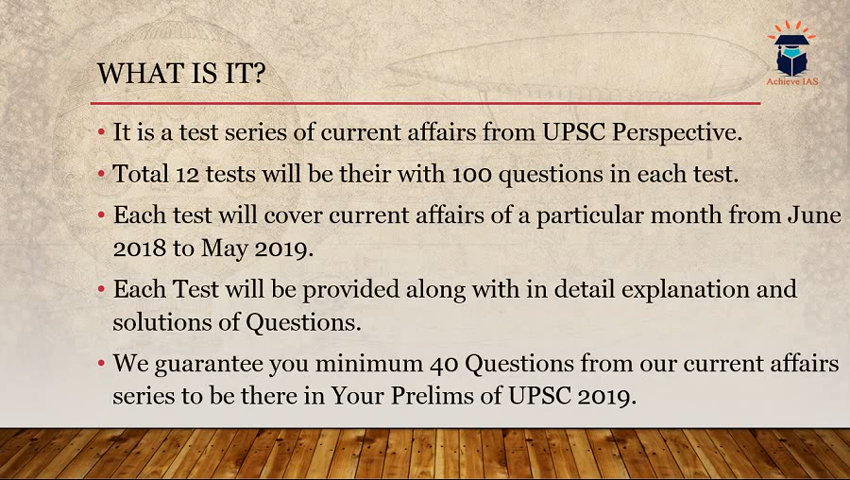 WHAT IS IT?
Achieve IAS
• It is a test series of current affairs from UPSC Perspective.
• Total 12 tests will be their with 100 questions in each test.
• Each test will cover current affairs of a particular month from June
2018 to May 2019.
• Each Test will be provided along with in detail explanation and
solutions of Questions.
• We guarantee you minimum 40 Questions from our current affairs
series to be there in Your Prelims of UPSC 2019.